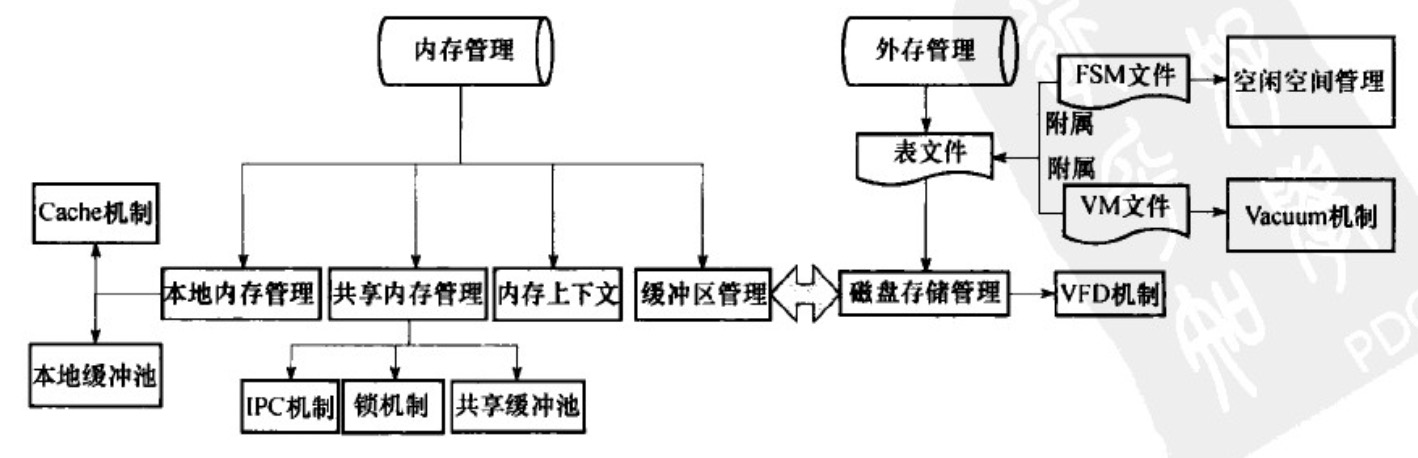 内存管理
外存管理
FSM文件
空闲空间管理
附属
表文件
附属
VM文件
Vacuum机制
Cache机制
本地内存管理
共享内存管理
内存上下文
缓冲区管理
磁盘存储管理
VFD机制
本地缓冲池
IPC机制
锁机制
共享缓冲池